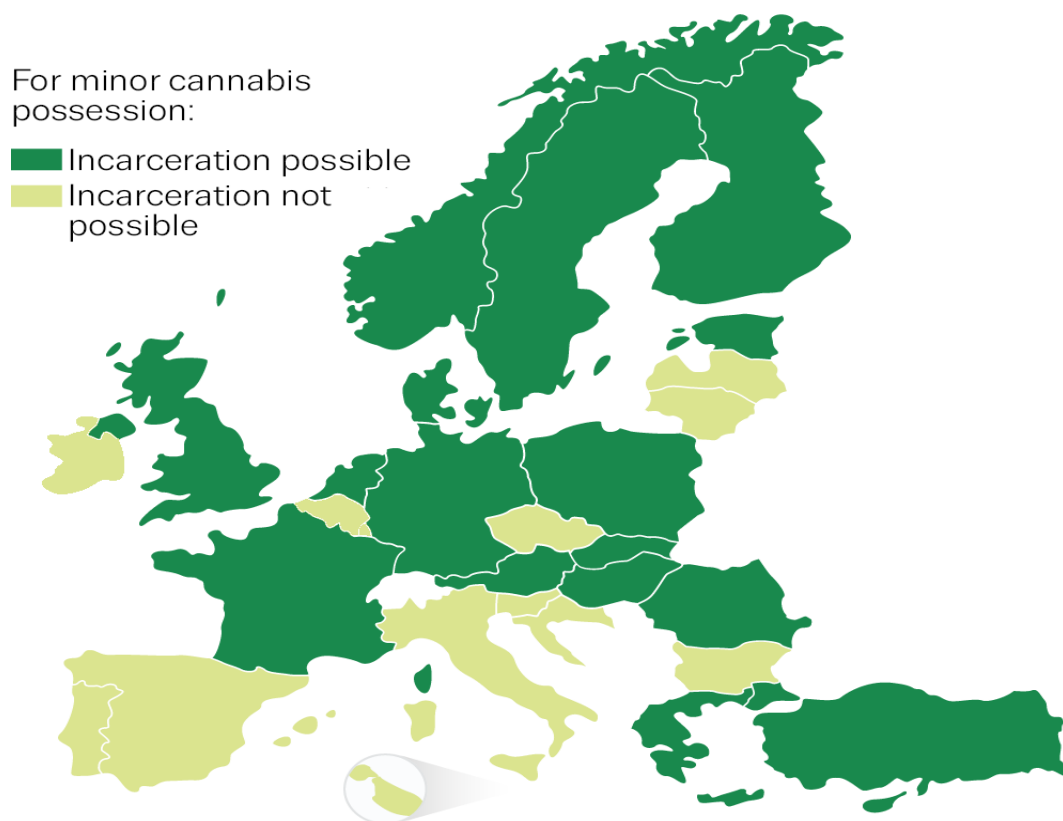 For minor cannabis
possession:
Incarceration possible
Incarceration not
possible